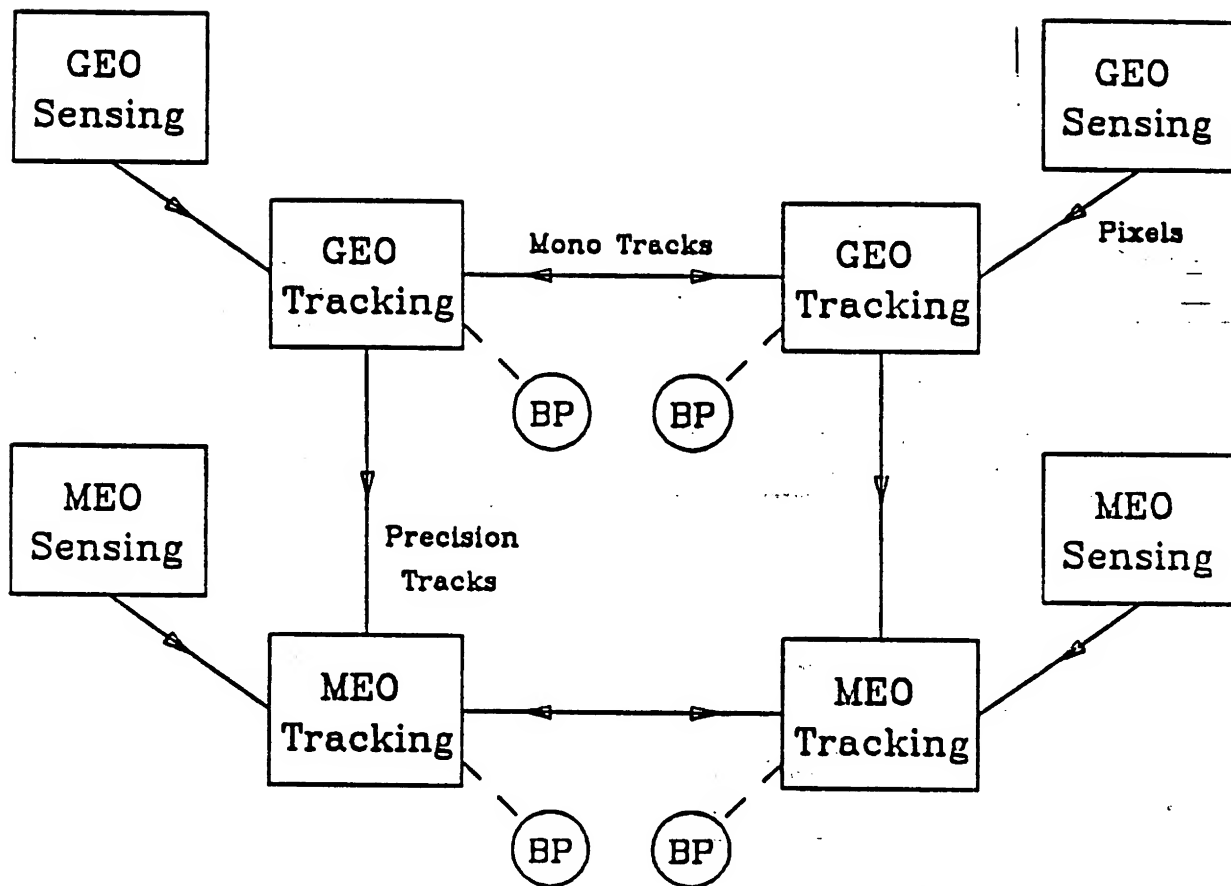 GEO
Sensing
GEO
Sensing
GEO
Tracking
Mono Tracks
GEO
Tracking
Pixels
BP
BP
MEO
Sensing
Precision
Tracks
MEO
Sensing
MEO
Tracking
MEO
Tracking
BP
BP